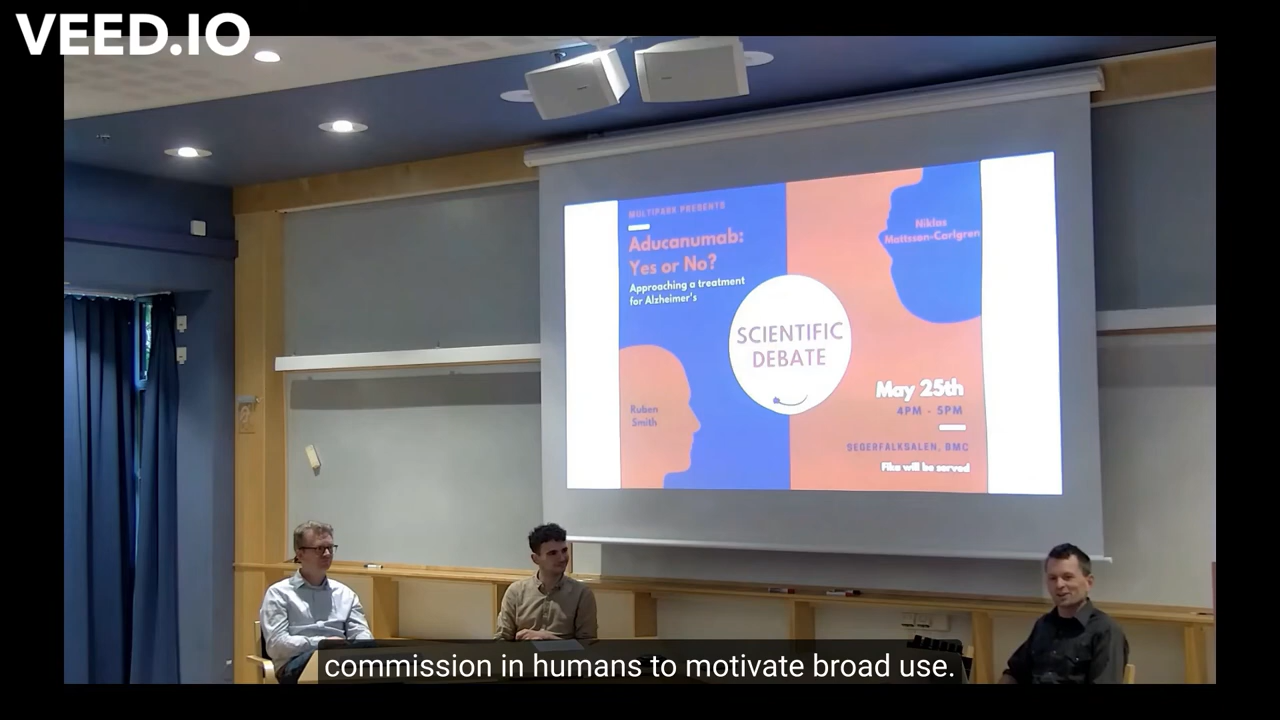 VEED.IO
MULTIPARK PRESENTS
Aducanumab:
Yes or No?
Approaching a treatment
for Alzheimer's
Niklas
Mattsson-Carlgren
SCIENTIFIC
DEBATE
Ruben
Smith
May 25th
4PM - 5PM
SEGERFALKSALEN, BMC
Fika will be served
commission in humans to motivate broad use.